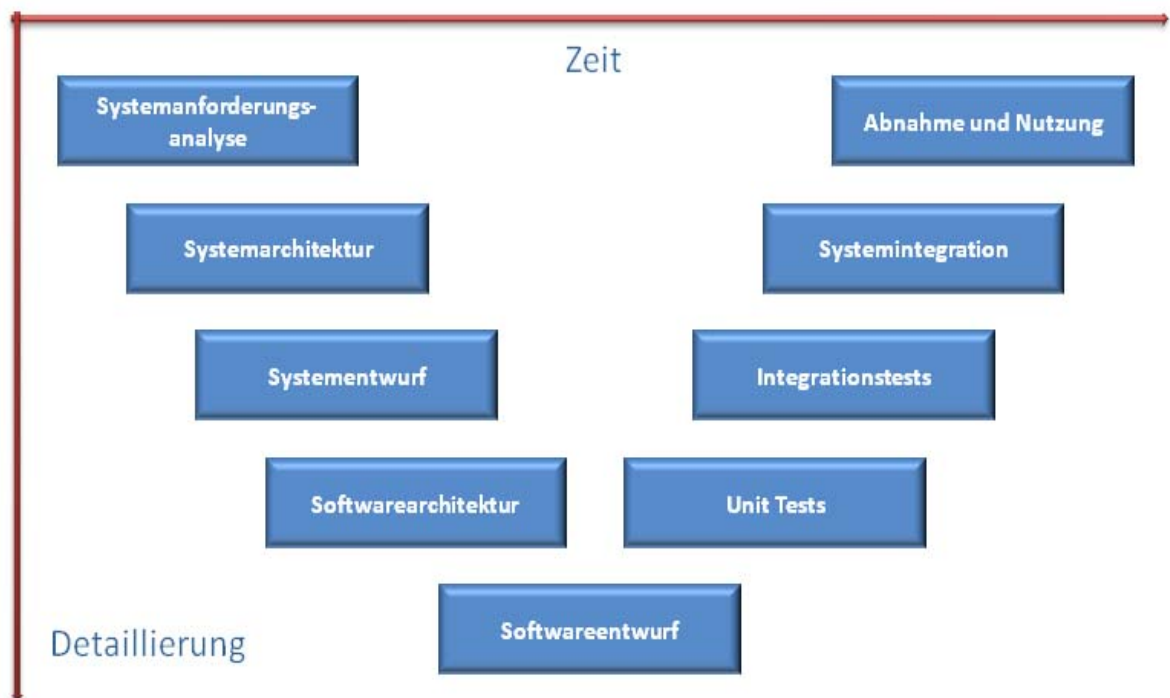 Zeit
Systemanforderungs-
analyse
Abnahme und Nutzung
Systemarchitektur
Systemintegration
Systementwurf
Integrationstests
Softwarearchitektur
Unit Tests
Softwareentwurf
Detaillierung